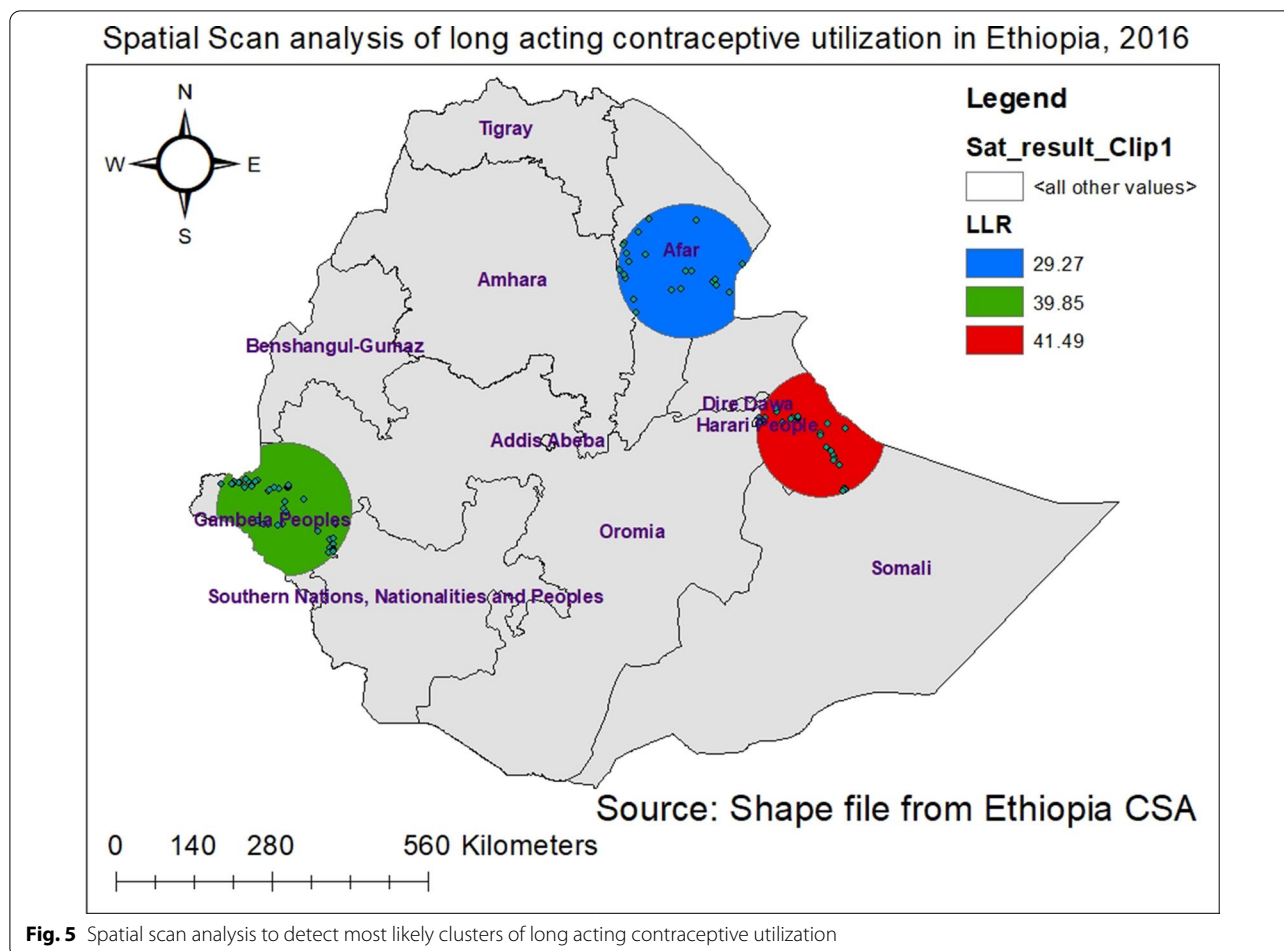 Spatial Scan analysis of long acting contraceptive utilization in Ethiopia, 2016
N
W E
S
Legend
Sat_result_Clip1
<all other values>
LLR
29.27
39.85
41.49
Tigray
Afar
Amhara
Benshangul-Gumaz
Dire Dawa
Harari People
Addis Abeba
Gambela Peoples
Oromia
Somali
Southern Nations, Nationalities and Peoples
Source: Shape file from Ethiopia CSA
0 140 280 560 Kilometers
Fig. 5 Spatial scan analysis to detect most likely clusters of long acting contraceptive utilization